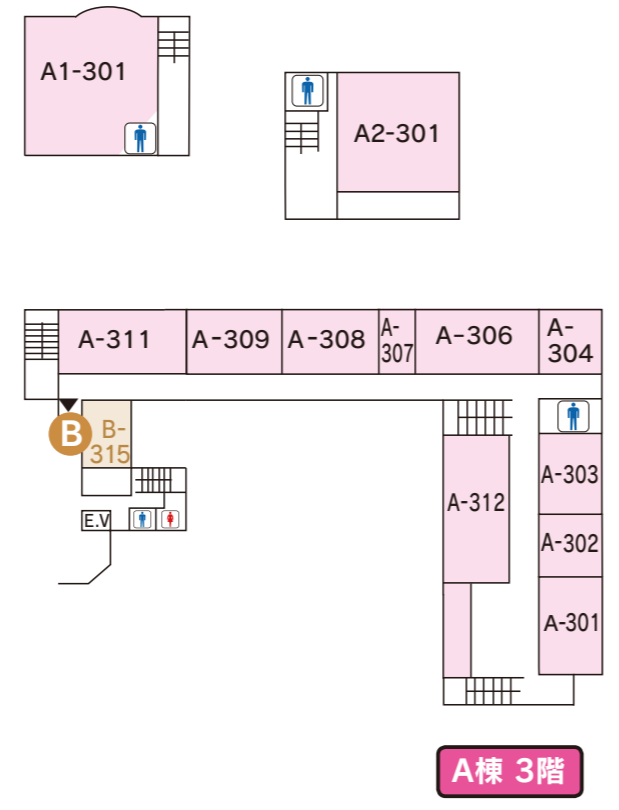 A1-301
A2-301
A-311
A-309
A-308
A-
307
A-306
A-
304
B
B-
315
E.V
A-312
A-303
A-302
A-301
A棟 3階